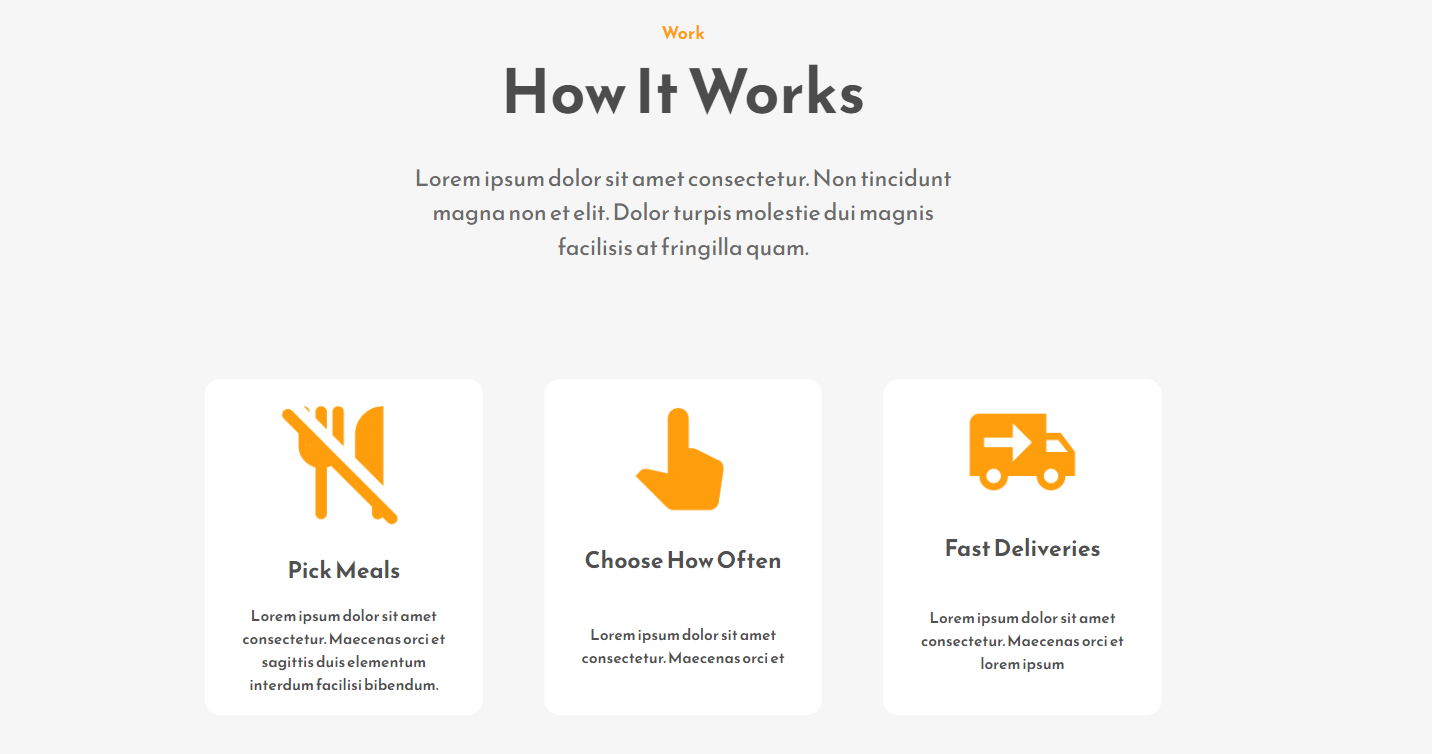 Work
How It Works
Lorem ipsum dolor sit amet consectetur. Non tincidunt
magna non et elit. Dolor turpis molestie dui magnis
facilisis at fringilla quam.
Pick Meals
Lorem ipsum dolor sit amet
consectetur. Maecenas orci et
sagittis duis elementum
interdum facilisi bibendum.
Choose How Often
Lorem ipsum dolor sit amet
consectetur. Maecenas orci et
Fast Deliveries
Lorem ipsum dolor sit amet
consectetur. Maecenas orci et
lorem ipsum